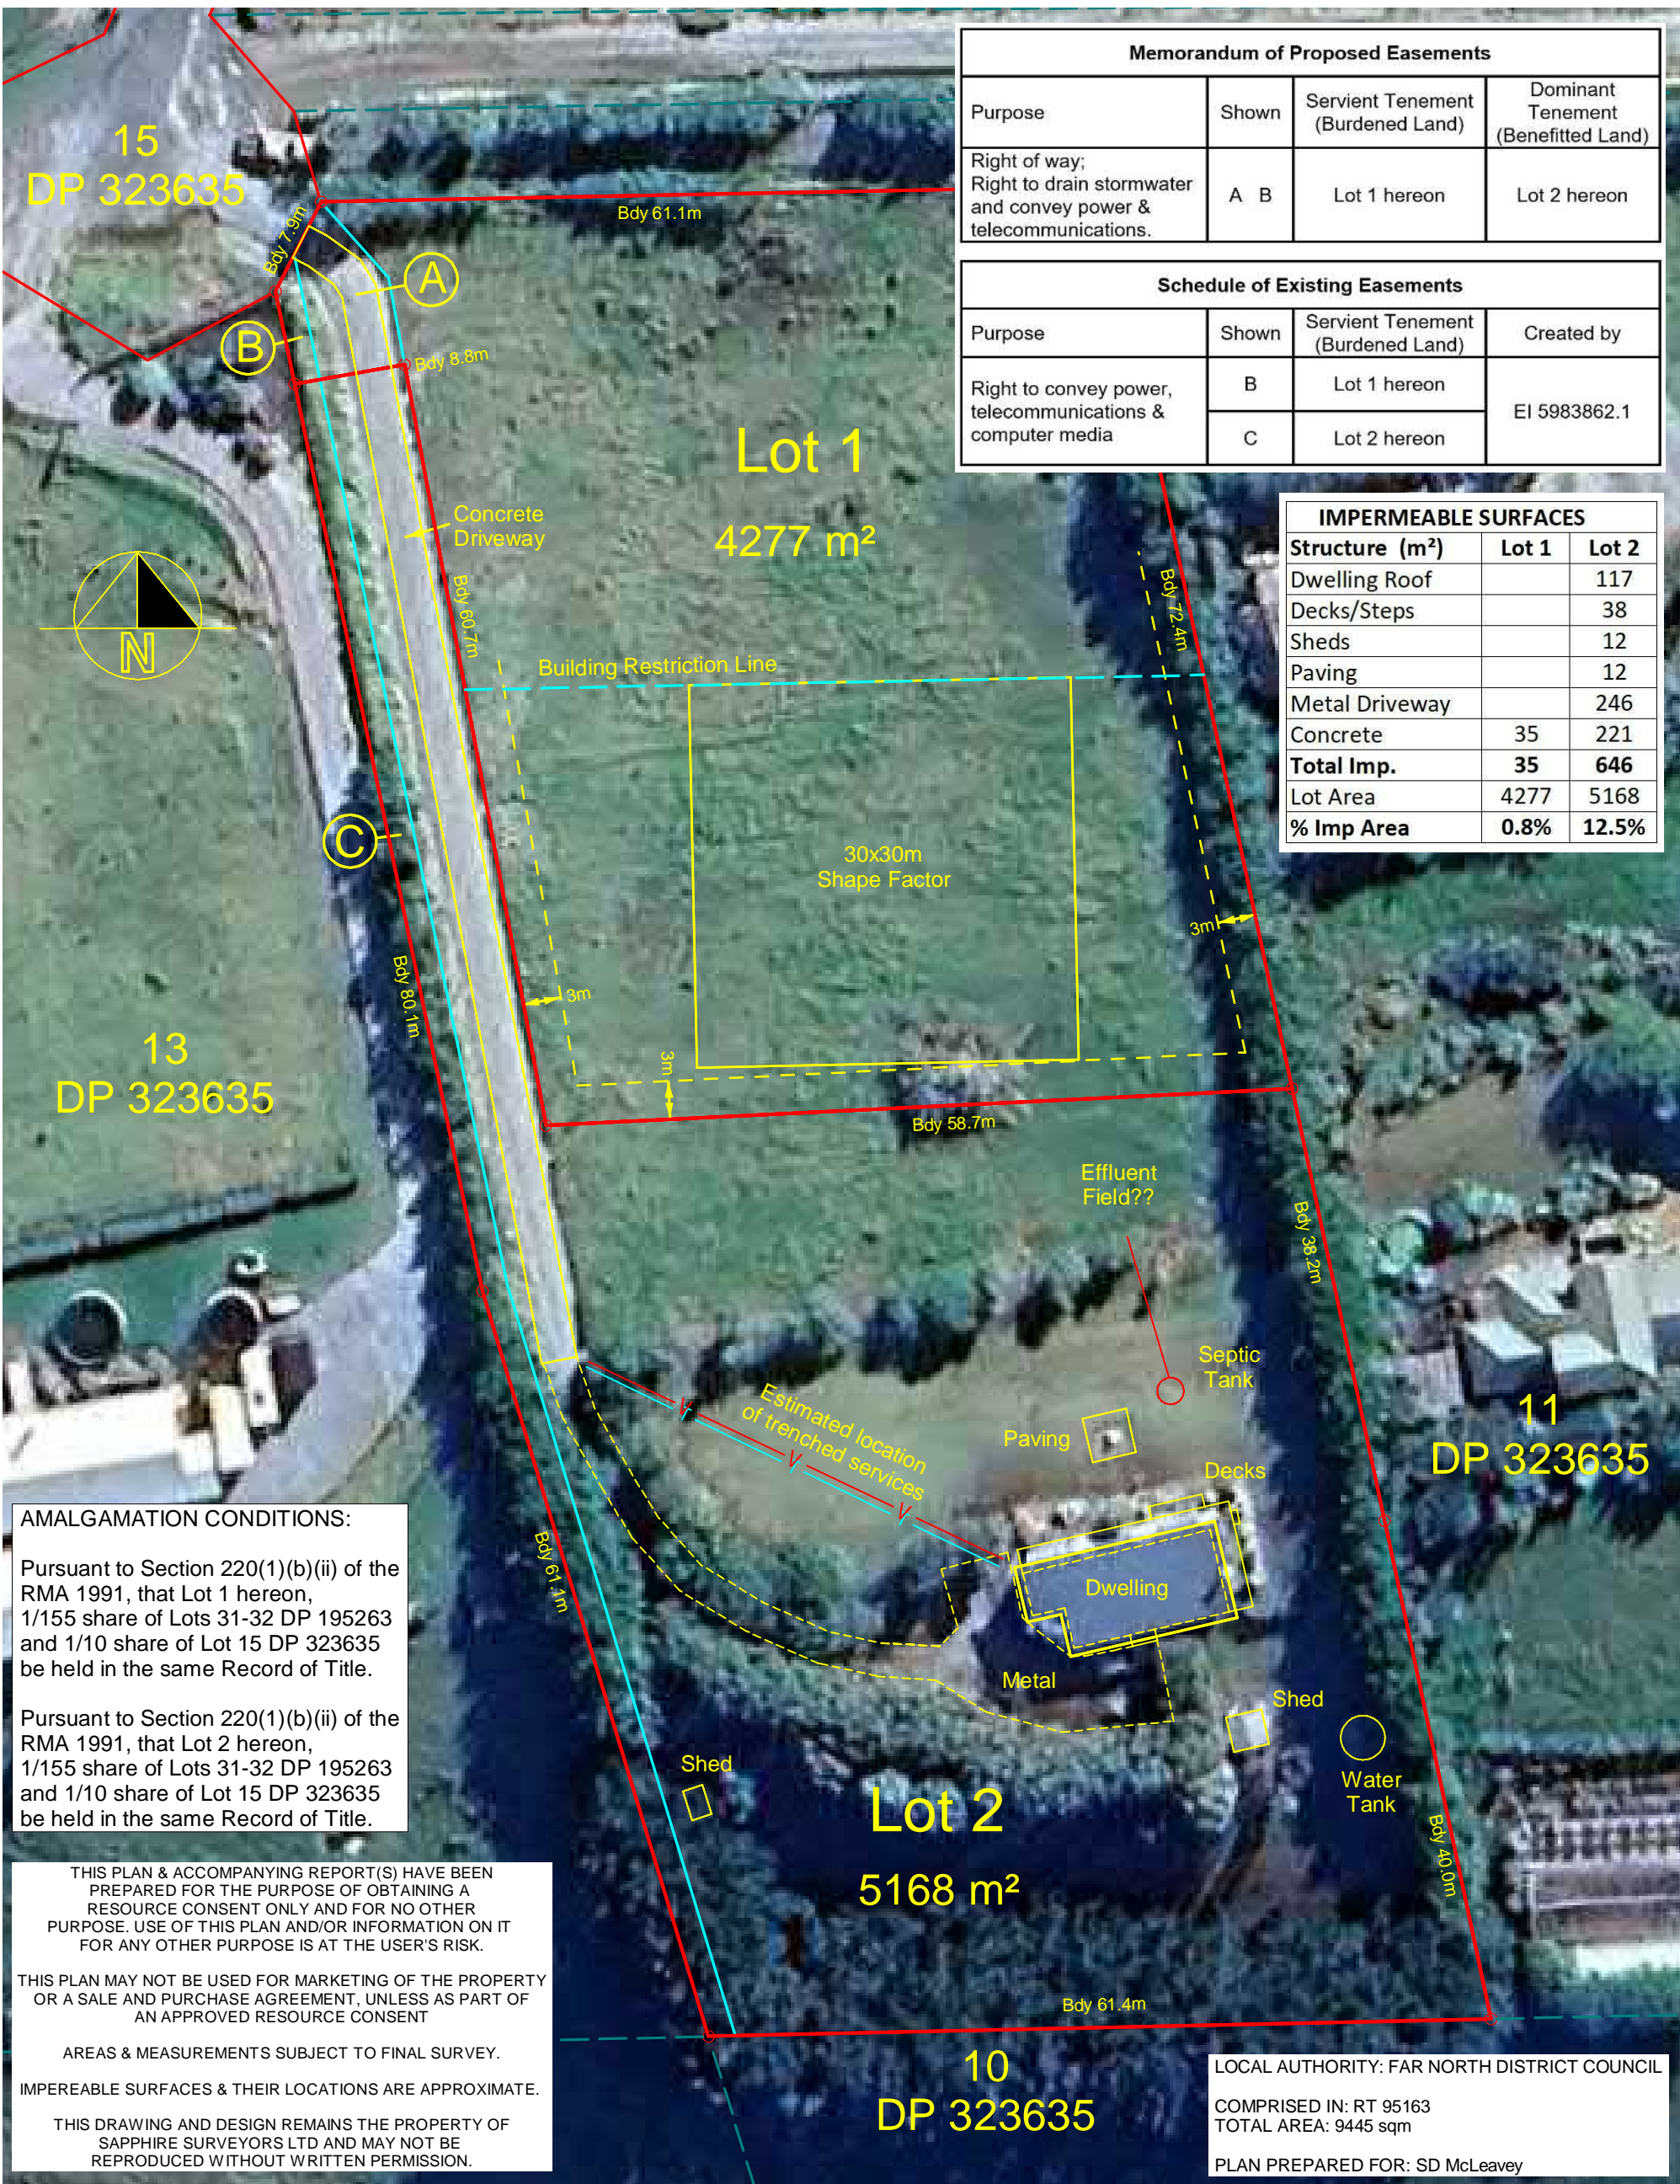 Memorandum of Proposed Easements
Purpose Shown Servient Tenement (Burdened Land) Dominant Tenement (Benefitted Land)
Right of way;
Right to drain stormwater
and convey power &
telecommunications.
A B Lot 1 hereon Lot 2 hereon
Schedule of Existing Easements
Purpose Shown Servient Tenement (Burdened Land) Created by
Right to convey power,
telecommunications &
computer media
B Lot 1 hereon
C Lot 2 hereon
EI 5983862.1
15
DP 323635
Bdy 7.9m
Bdy 61.1m
A
B
Bdy 8.8m
Lot 1
4277 m²
Concrete
Driveway
N
Bdy 60.7m
Bdy 72.4m
Building Restriction Line
IMPERMEABLE SURFACES
Structure (m²) Lot 1 Lot 2
Dwelling Roof 117
Decks/Steps 38
Sheds 12
Paving 12
Metal Driveway 246
Concrete 35 221
Total Imp. 35 646
Lot Area 4277 5168
% Imp Area 0.8% 12.5%
C
30x30m
Shape Factor
3m
3m
3m
Bdy 80.1m
13
DP 323635
Bdy 58.7m
Effluent
Field??
Bdy 38.2m
Septic
Tank
Estimated location
of trenched services
V
V
V
Paving
Decks
11
DP 323635
Dwelling
Metal
Shed
Bdy 61.1m
Shed
Water
Tank
Lot 2
5168 m²
Bdy 40.0m
Bdy 61.4m
10
DP 323635
AMALGAMATION CONDITIONS:
Pursuant to Section 220(1)(b)(ii) of the
RMA 1991, that Lot 1 hereon,
1/155 share of Lots 31-32 DP 195263
and 1/10 share of Lot 15 DP 323635
be held in the same Record of Title.
Pursuant to Section 220(1)(b)(ii) of the
RMA 1991, that Lot 2 hereon,
1/155 share of Lots 31-32 DP 195263
and 1/10 share of Lot 15 DP 323635
be held in the same Record of Title.
THIS PLAN & ACCOMPANYING REPORT(S) HAVE BEEN
PREPARED FOR THE PURPOSE OF OBTAINING A
RESOURCE CONSENT ONLY AND FOR NO OTHER
PURPOSE. USE OF THIS PLAN AND/OR INFORMATION ON IT
FOR ANY OTHER PURPOSE IS AT THE USER'S RISK.
THIS PLAN MAY NOT BE USED FOR MARKETING OF THE PROPERTY
OR A SALE AND PURCHASE AGREEMENT, UNLESS AS PART OF
AN APPROVED RESOURCE CONSENT
AREAS & MEASUREMENTS SUBJECT TO FINAL SURVEY.
IMPEREABLE SURFACES & THEIR LOCATIONS ARE APPROXIMATE.
THIS DRAWING AND DESIGN REMAINS THE PROPERTY OF
SAPPHIRE SURVEYORS LTD AND MAY NOT BE
REPRODUCED WITHOUT WRITTEN PERMISSION.
LOCAL AUTHORITY: FAR NORTH DISTRICT COUNCIL
COMPRISED IN: RT 95163
TOTAL AREA: 9445 sqm
PLAN PREPARED FOR: SD McLeavey